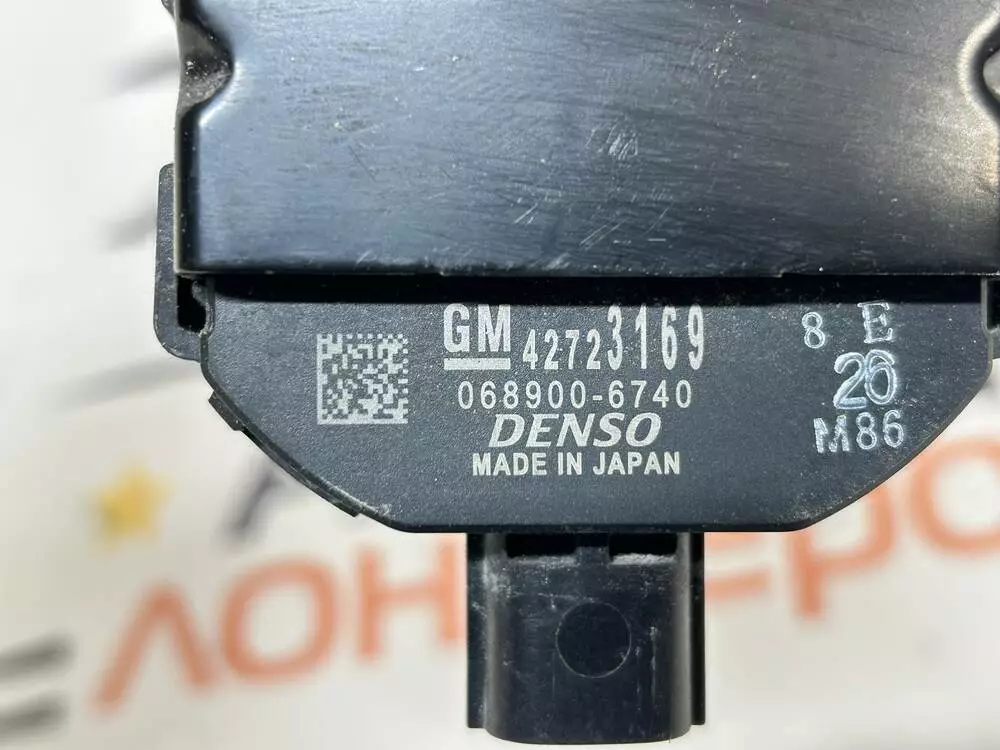 GM 42723169
068900-6740
DENSO
MADE IN JAPAN
8 E
26
M86